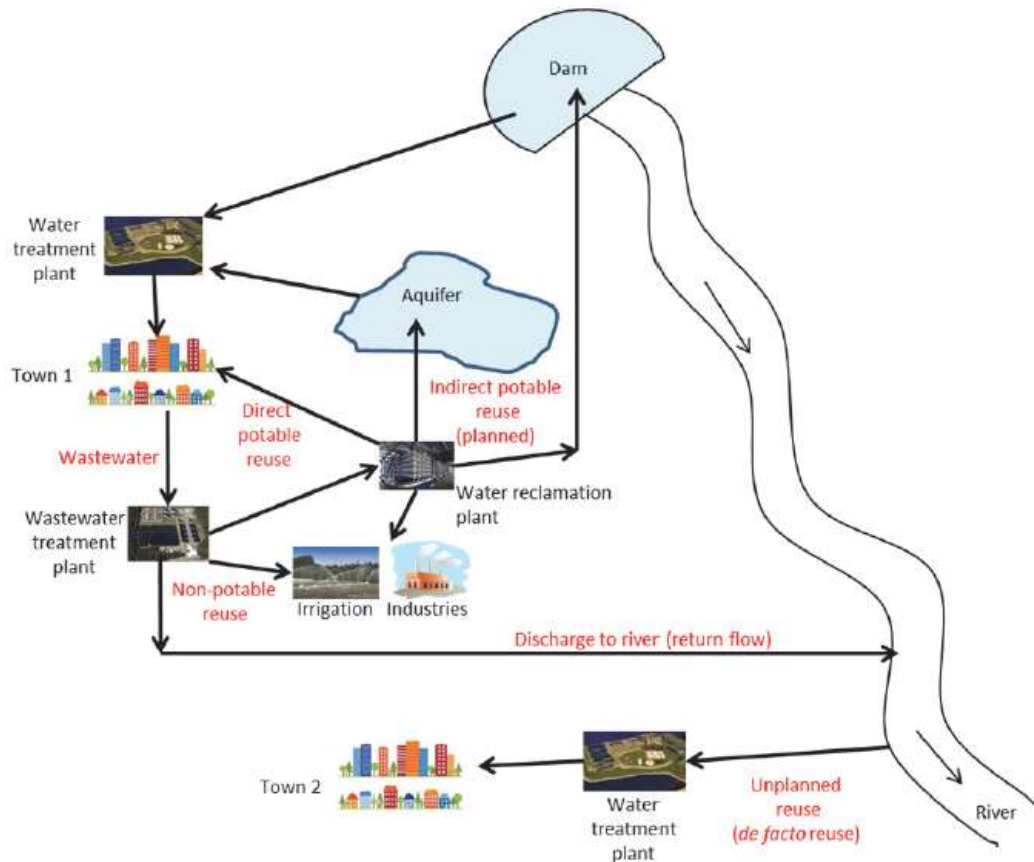 Dam
Water
treatment
plant
Aquifer
Town 1
Direct
potable
reuse
Indirect potable
reuse
(planned)
Wastewater
Water reclamation
plant
Wastewater
treatment
plant
Non-potable
reuse
Irrigation
Industries
Discharge to river (return flow)
Town 2
Water
treatment
plant
Unplanned
reuse
(de facto reuse)
River